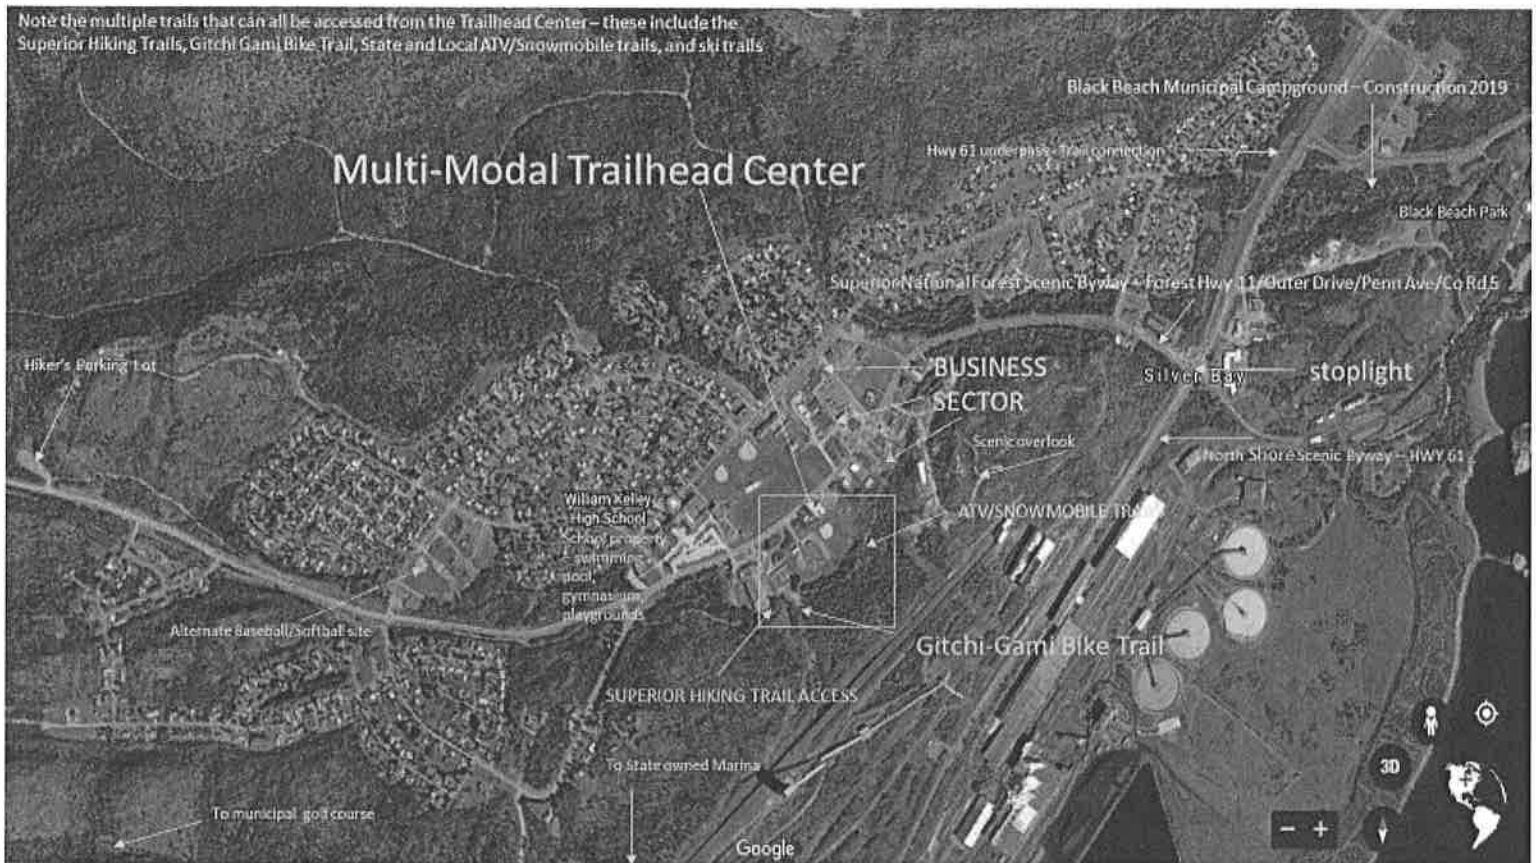 Note the multiple trails that can all be accessed from the Trailhead Center – these include the
Superior Hiking Trails, Gitchi Gami Bike Trail, State and Local ATV/Snowmobile trails, and ski trails
Black Beach Municipal Campground – Construction 2019
Hwy 61 underpass - Trail connection
Multi-Modal Trailhead Center
Black Beach Park
Superior National Forest Scenic Byway – Forest Hwy 11/Outer Drive/Penn Ave/Co Rd 5
Hiker's Parking Lot
BUSINESS
SECTOR
Silver Bay
stoplight
Scenic overlook
North Shore Scenic Byway – HWY 61
William Kelley
High School
School property
- swimming
pool,
gymnasium,
playgrounds
ATV/SNOWMOBILE
Alternate Baseball/Softball site
Gitchi-Gami Bike Trail
SUPERIOR HIKING TRAIL ACCESS
To State owned Marina
3D
To municipal golf course
Google